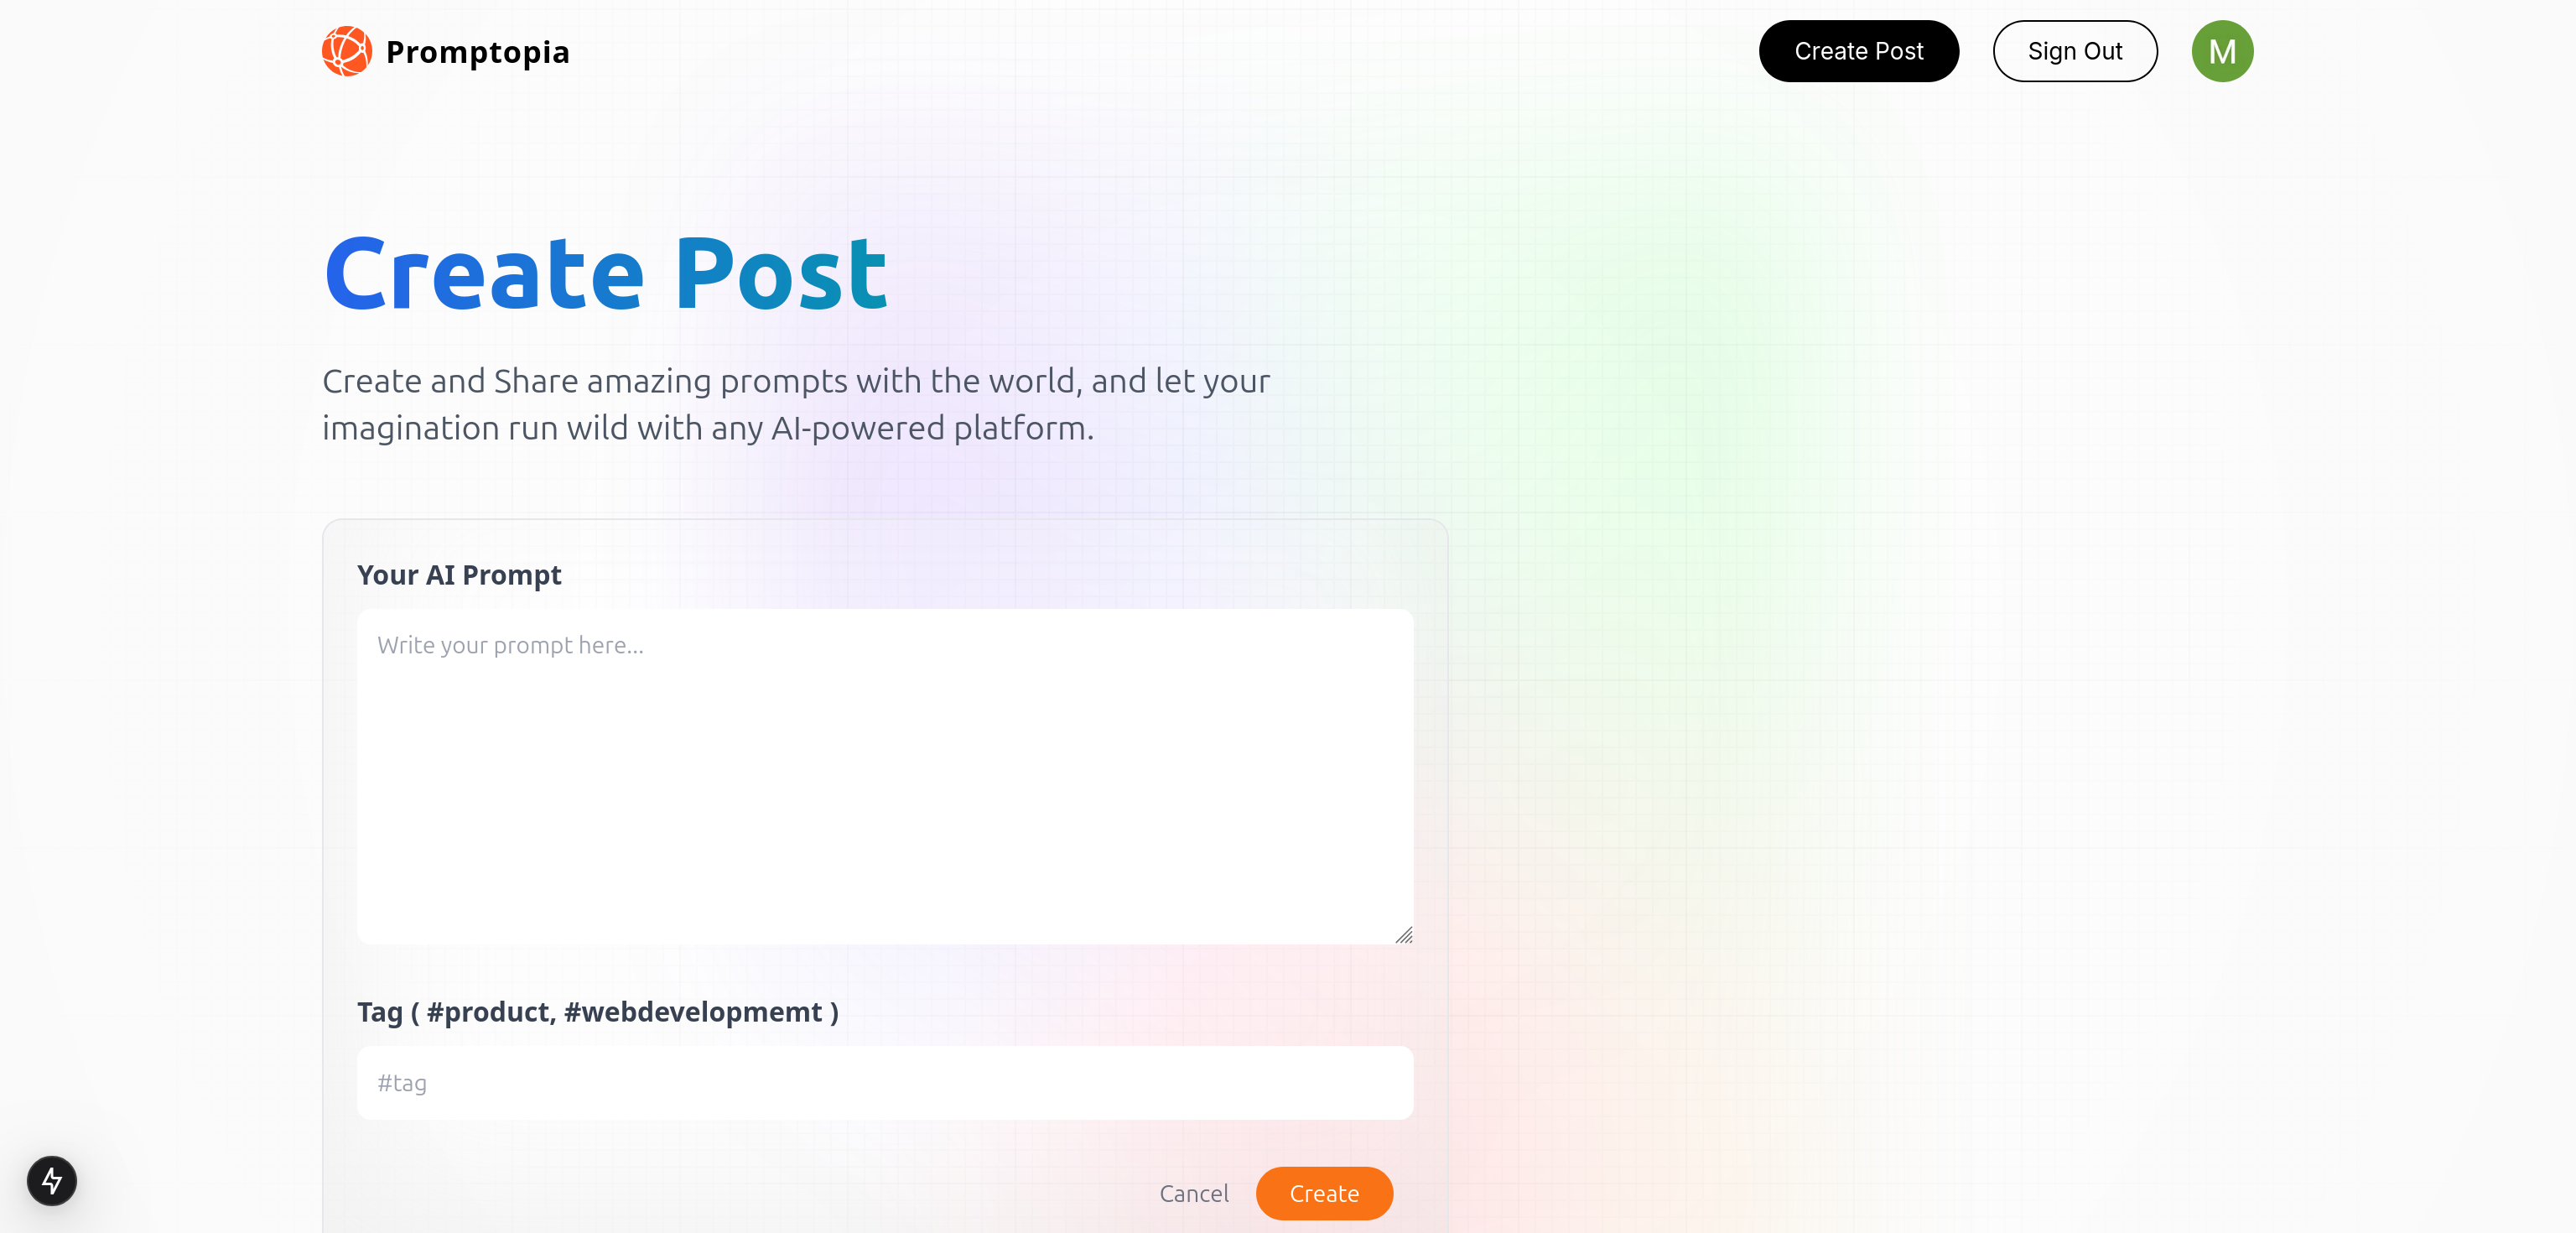 Promptopia
Create Post
Sign Out
M
Create Post
Create and Share amazing prompts with the world, and let your
imagination run wild with any AI-powered platform.
Your AI Prompt
Write your prompt here...
Tag ( #product, #webdevelopmemt )
#tag
Cancel
Create